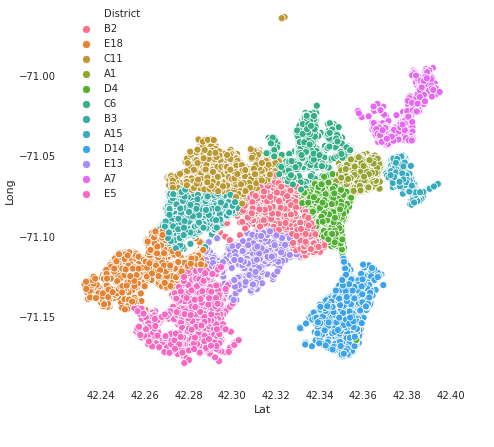 District
B2
E18
C11
A1
D4
C6
B3
A15
D14
E13
A7
E5
−71.00
−71.05
−71.10
−71.15
Long
42.24 42.26 42.28 42.30 42.32 42.34 42.36 42.38 42.40
Lat